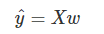 ŷ = Xw